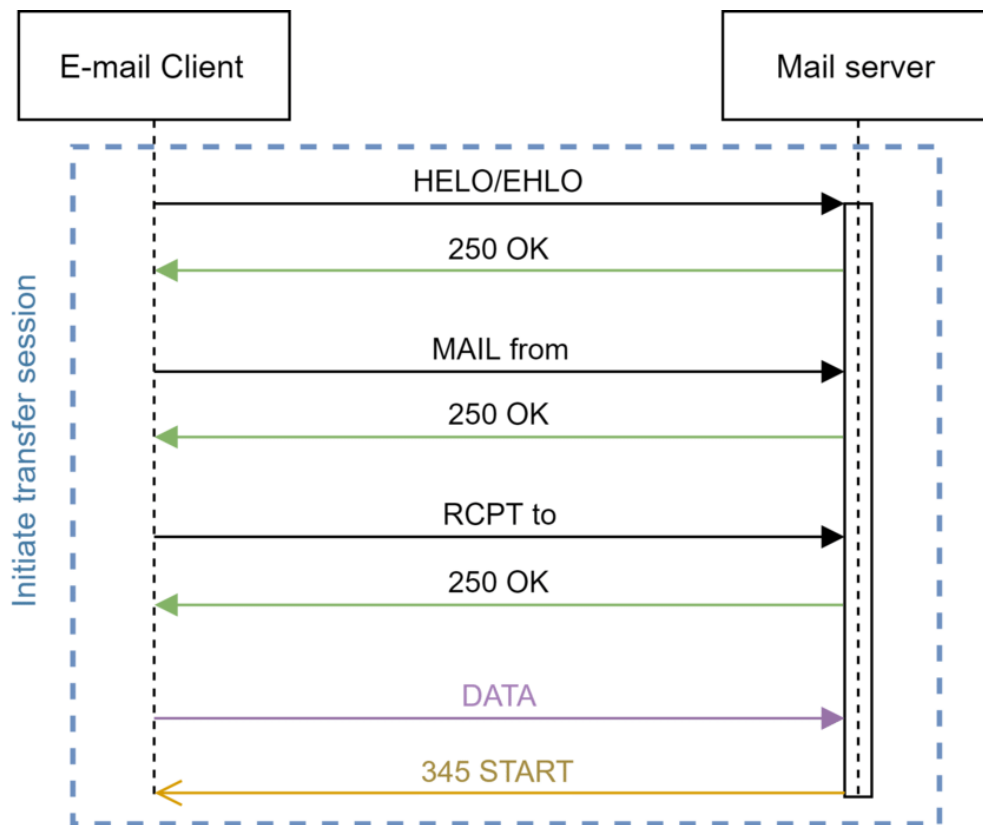 E-mail Client
Mail server
HELO/EHLO
250 OK
MAIL from
250 OK
RCPT to
250 OK
DATA
345 START
Initiate transfer session